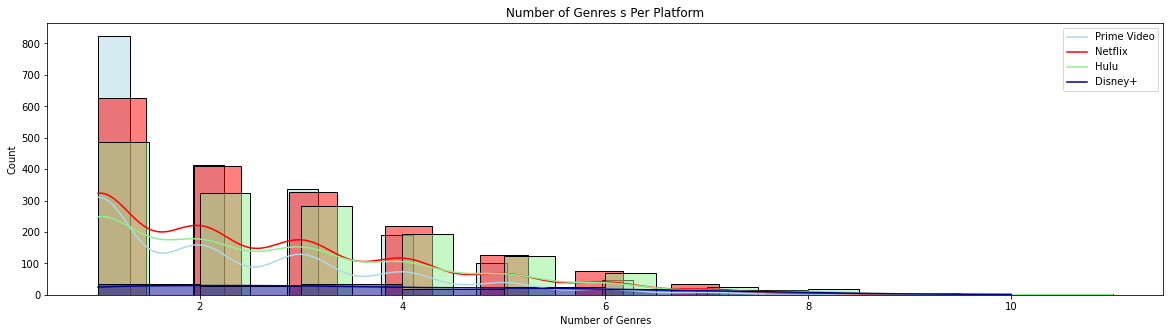 Number of Genres s Per Platform
Prime Video
Netflix
Hulu
Disney+
Count
800
700
600
500
400
300
200
100
0
2
4
6
8
10
Number of Genres